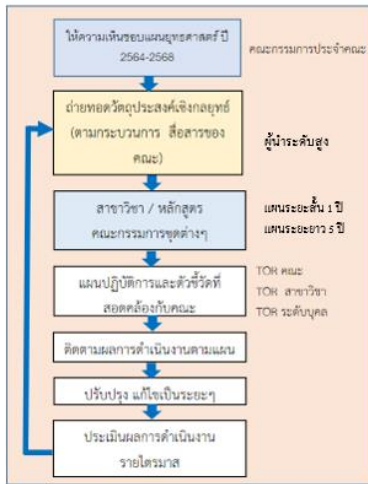 ให้ความเห็นชอบแผนยุทธศาสตร์ ปี
2564-2568
คณะกรรมการประจำคณะ
ถ่ายทอดวัตถุประสงค์เชิงกลยุทธ์
(ตามกระบวนการ สื่อสารของ
คณะ)
ผู้นำระดับสูง
สาขาวิชา / หลักสูตร
คณะกรรมการชุดต่างๆ
แผนระยะสั้น 1 ปี
แผนระยะยาว 5 ปี
แผนปฏิบัติการและตัวชี้วัดที่
สอดคล้องกับคณะ
TOR คณะ
TOR สาขาวิชา
TOR ระดับบุคล
ติดตามผลการดำเนินงานตามแผน
ปรับปรุง แก้ไขเป็นระยะๆ
ประเมินผลการดำเนินงาน
รายไตรมาส